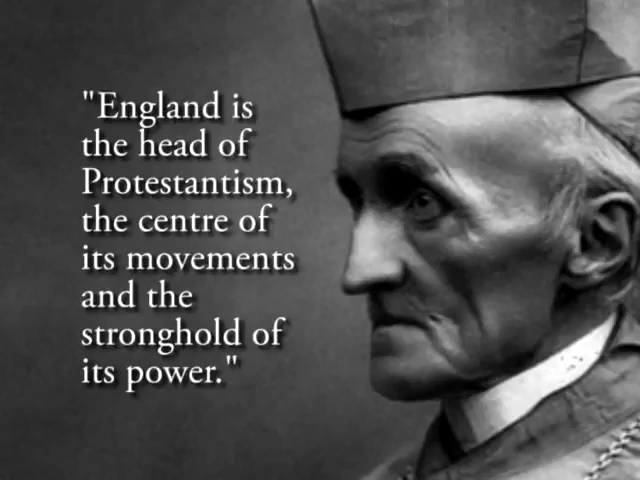 "England is
the head of
Protestantism,
the centre of
its movements
and the
stronghold of
its power."